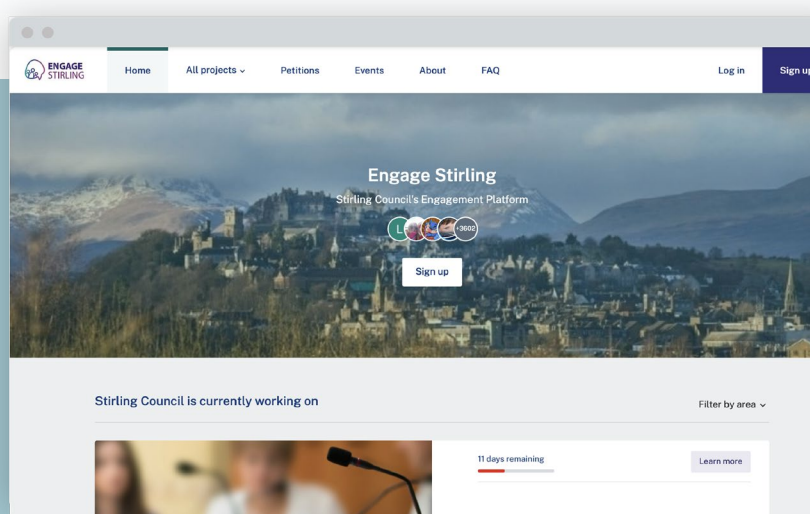 ENGAGE
STIRLING
Home
All projects
Petitions
Events
About
FAQ
Log in
Sign up
Engage Stirling
Stirling Council's Engagement Platform
L
+3602
Sign up
Stirling Council is currently working on
Filter by area
11 days remaining
Learn more